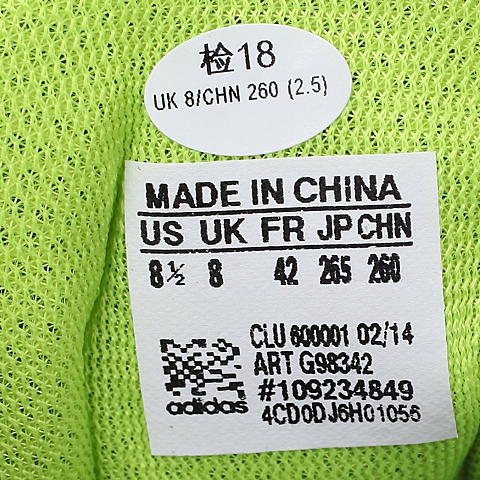 检18
UK 8/CHN 260 (2.5)
MADE IN CHINA
US UK FR JP CHN
8½ 8 42 265 260
CLU 600001 02/14
ART G98342
#109234849
adidas 4CD0DJ6H01056